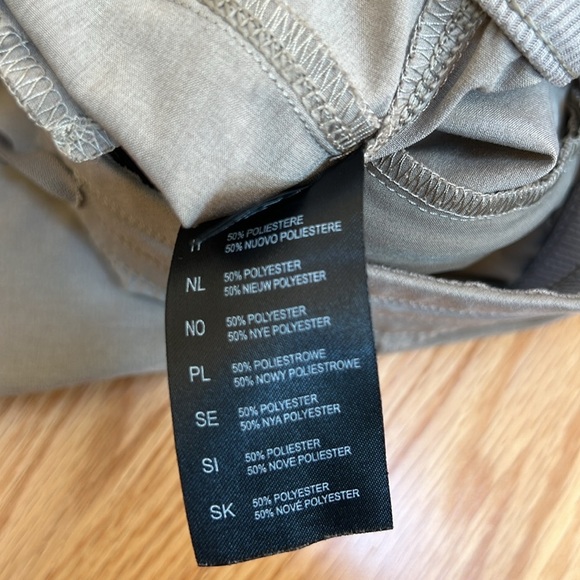 IT 50% POLIESTERE
50% NUOVO POLIESTERE
NL 50% POLYESTER
50% NIEUW POLYESTER
NO 50% POLYESTER
50% NYE POLYESTER
PL 50% POLIESTROWE
50% NOWY POLIESTROWE
SE 50% POLYESTER
50% NYA POLYESTER
SI 50% POLIESTER
50% NOVE POLIESTER
SK 50% POLYESTER
50% NOVÉ POLYESTER